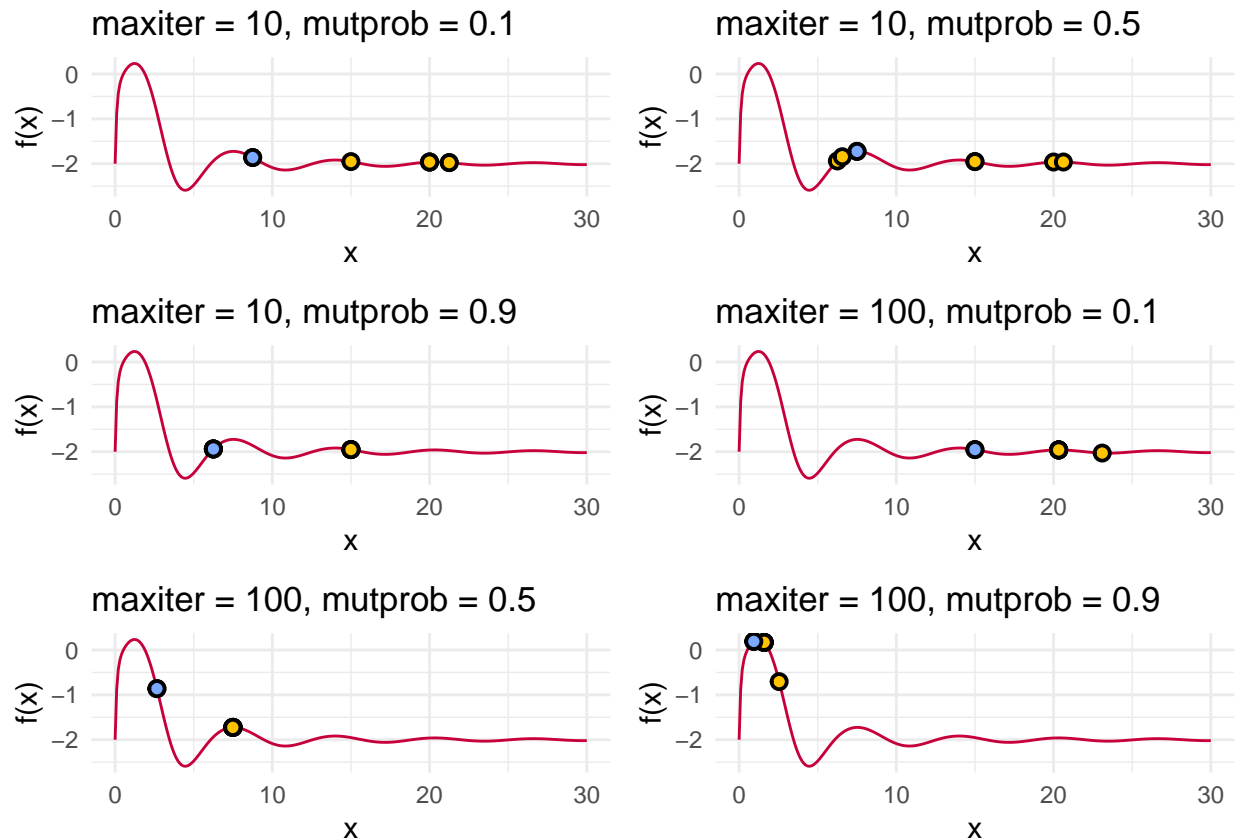 maxiter = 10, mutprob = 0.1
f(x)
0
−1
−2
0 10 20 30
x
maxiter = 10, mutprob = 0.5
f(x)
0
−1
−2
0 10 20 30
x
maxiter = 10, mutprob = 0.9
f(x)
0
−1
−2
0 10 20 30
x
maxiter = 100, mutprob = 0.1
f(x)
0
−1
−2
0 10 20 30
x
maxiter = 100, mutprob = 0.5
f(x)
0
−1
−2
0 10 20 30
x
maxiter = 100, mutprob = 0.9
f(x)
0
−1
−2
0 10 20 30
x